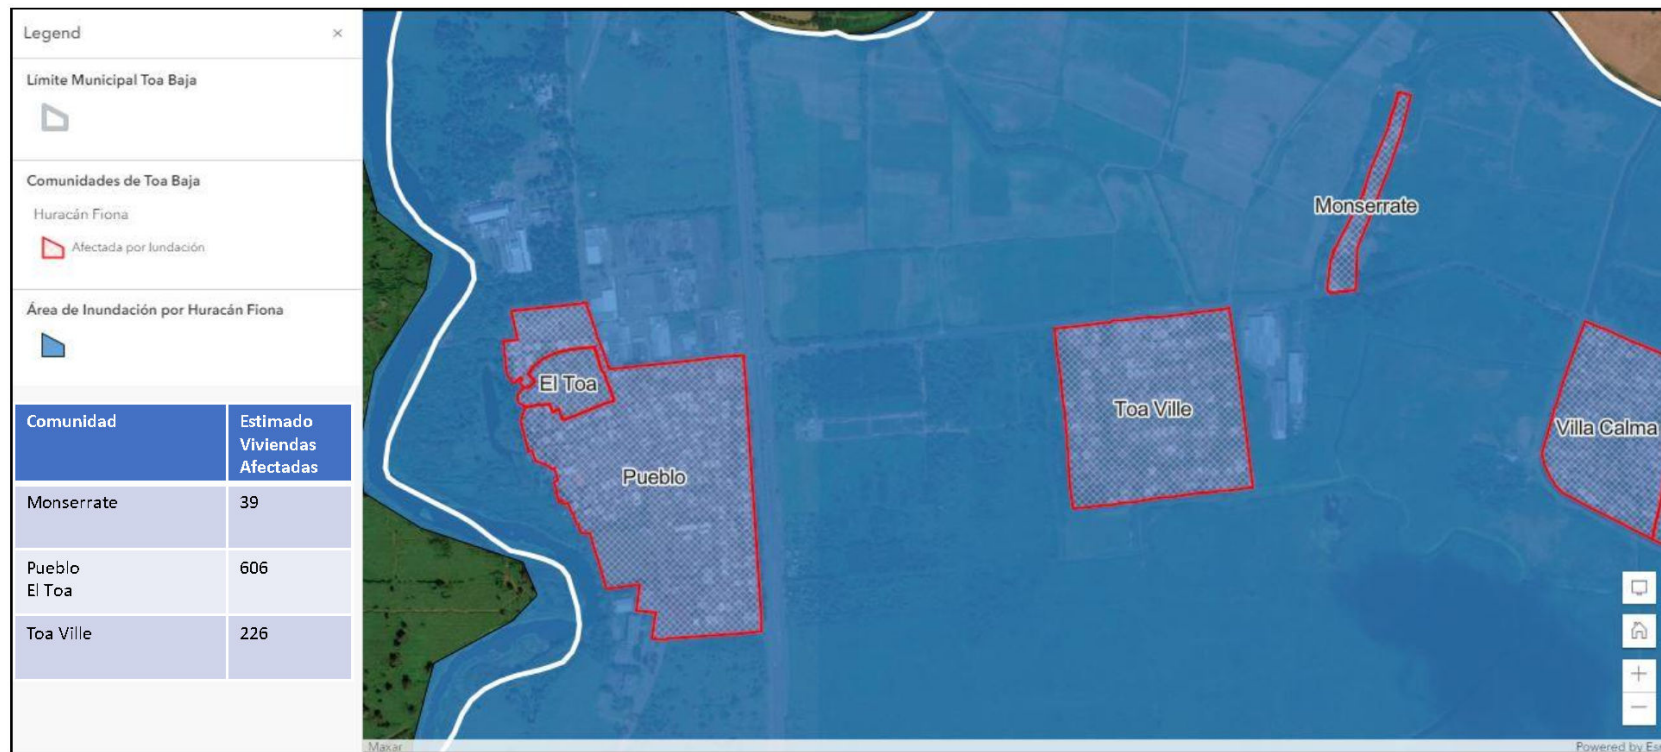 Legend ×
Límite Municipal Toa Baja
Comunidades de Toa Baja
Huracán Fiona
Afectada por Iundación
Área de Inundación por Huracán Fiona
Comunidad
Estimado
Viviendas
Afectadas
Monserrate 39
Pueblo 606
El Toa
Toa Ville 226
Monserrate
El Toa
Toa Ville
Villa Calma
Pueblo
+
−
Maxar
Powered by Esri